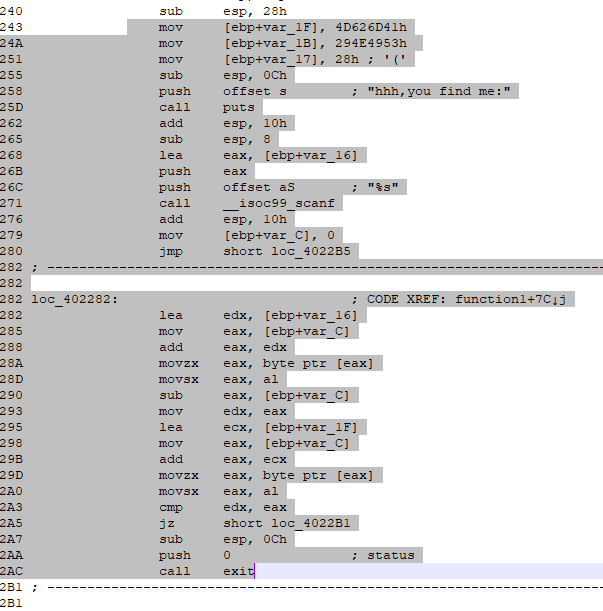 240 sub esp, 28h
243 mov [ebp+var_1F], 4D626D41h
24A mov [ebp+var_1B], 294E4953h
251 mov [ebp+var_17], 28h ; '('
255 sub esp, 0Ch
258 push offset s ; "hhh,you find me:"
25D call puts
262 add esp, 10h
265 sub esp, 8
268 lea eax, [ebp+var_16]
26B push eax
26C push offset aS ; "%s"
271 call __isoc99_scanf
276 add esp, 10h
279 mov [ebp+var_C], 0
280 jmp short loc_4022B5
282 ; ---------------------------------------------------------------------------
282
282 loc_402282: ; CODE XREF: function1+7C↓j
282 lea edx, [ebp+var_16]
285 mov eax, [ebp+var_C]
288 add eax, edx
28A movzx eax, byte ptr [eax]
28D movsx eax, al
290 sub eax, [ebp+var_C]
293 mov edx, eax
295 lea ecx, [ebp+var_1F]
298 mov eax, [ebp+var_C]
29B add eax, ecx
29D movzx eax, byte ptr [eax]
2A0 movsx eax, al
2A3 cmp edx, eax
2A5 jz short loc_4022B1
2A7 sub esp, 0Ch
2AA push 0 ; status
2AC call exit
2B1 ; ---------------------------------------------------------------------------
2B1